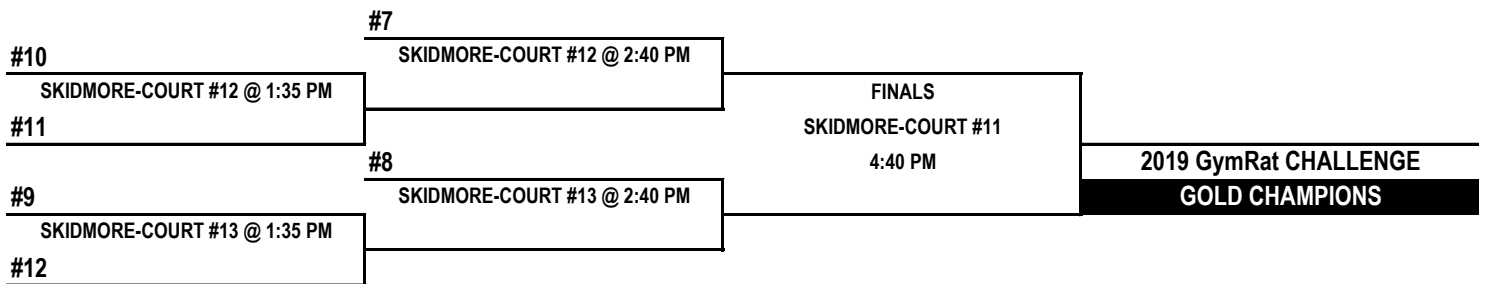 #7
#10
SKIDMORE-COURT #12 @ 2:40 PM
SKIDMORE-COURT #12 @ 1:35 PM
FINALS
#11
SKIDMORE-COURT #11
#8
4:40 PM
2019 GymRat CHALLENGE
#9
SKIDMORE-COURT #13 @ 2:40 PM
GOLD CHAMPIONS
SKIDMORE-COURT #13 @ 1:35 PM
#12